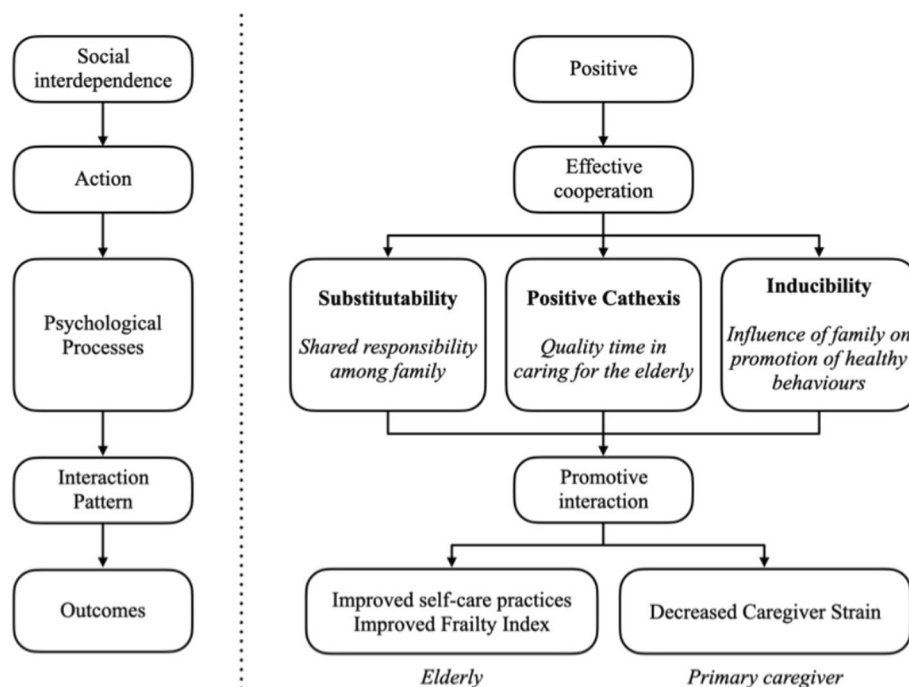 Social
interdependence
Action
Psychological
Processes
Interaction
Pattern
Outcomes
Positive
Effective
cooperation
Substitutability
Shared responsibility
among family
Positive Cathexis
Quality time in
caring for the elderly
Inducibility
Influence of family on
promotion of healthy
behaviours
Promotive
interaction
Improved self-care practices
Improved Frailty Index
Elderly
Decreased Caregiver Strain
Primary caregiver